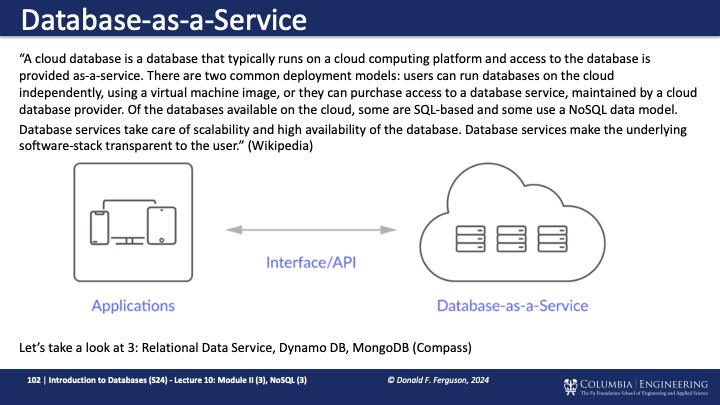 Database-as-a-Service
“A cloud database is a database that typically runs on a cloud computing platform and access to the database is
provided as-a-service. There are two common deployment models: users can run databases on the cloud
independently, using a virtual machine image, or they can purchase access to a database service, maintained by a cloud
database provider. Of the databases available on the cloud, some are SQL-based and some use a NoSQL data model.
Database services take care of scalability and high availability of the database. Database services make the underlying
software-stack transparent to the user.” (Wikipedia)
Interface/API
Applications
Database-as-a-Service
Let’s take a look at 3: Relational Data Service, Dynamo DB, MongoDB (Compass)
102 | Introduction to Databases (S24) - Lecture 10: Module II (3), NoSQL (3)
© Donald F. Ferguson, 2024
COLUMBIA | ENGINEERING
The Fu Foundation School of Engineering and Applied Science